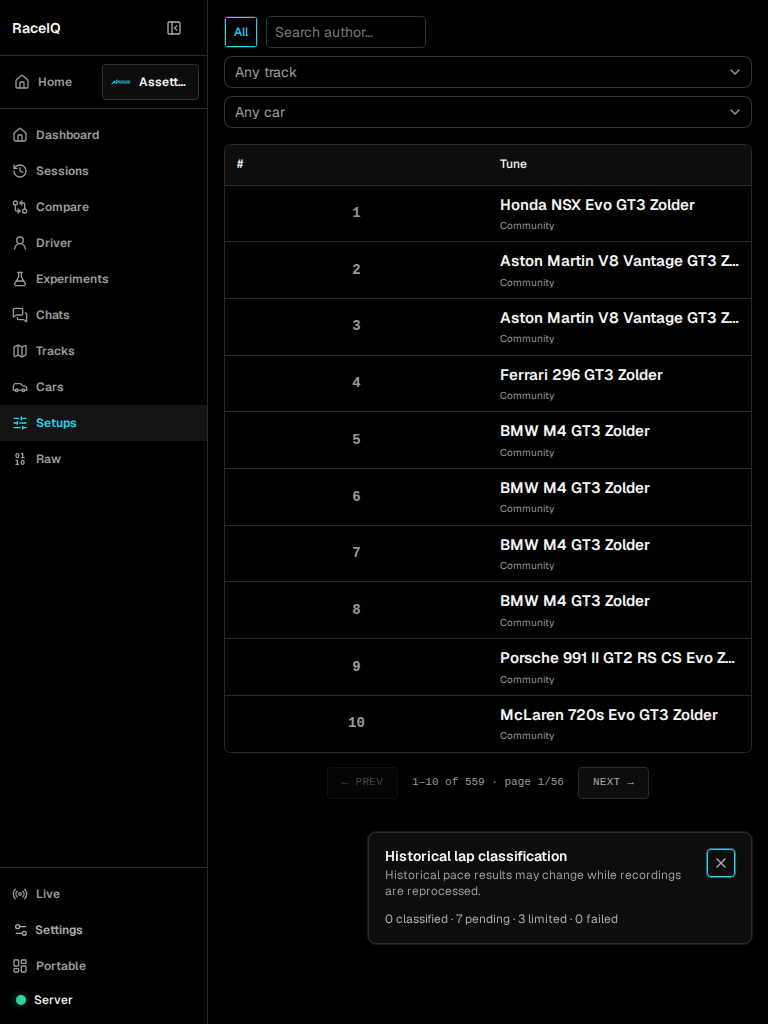 RaceIQ
Home
Assett...
Dashboard
Sessions
Compare
Driver
Experiments
Chats
Tracks
Cars
Setups
Raw
Live
Settings
Portable
Server
All
Search author...
Any track
Any car
# Tune
1 Honda NSX Evo GT3 Zolder
Community
2 Aston Martin V8 Vantage GT3 Z...
Community
3 Aston Martin V8 Vantage GT3 Z...
Community
4 Ferrari 296 GT3 Zolder
Community
5 BMW M4 GT3 Zolder
Community
6 BMW M4 GT3 Zolder
Community
7 BMW M4 GT3 Zolder
Community
8 BMW M4 GT3 Zolder
Community
9 Porsche 991 II GT2 RS CS Evo Z...
Community
10 McLaren 720s Evo GT3 Zolder
Community
← PREV 1–10 of 559 · page 1/56 NEXT →
Historical lap classification
Historical pace results may change while recordings
are reprocessed.
0 classified · 7 pending · 3 limited · 0 failed